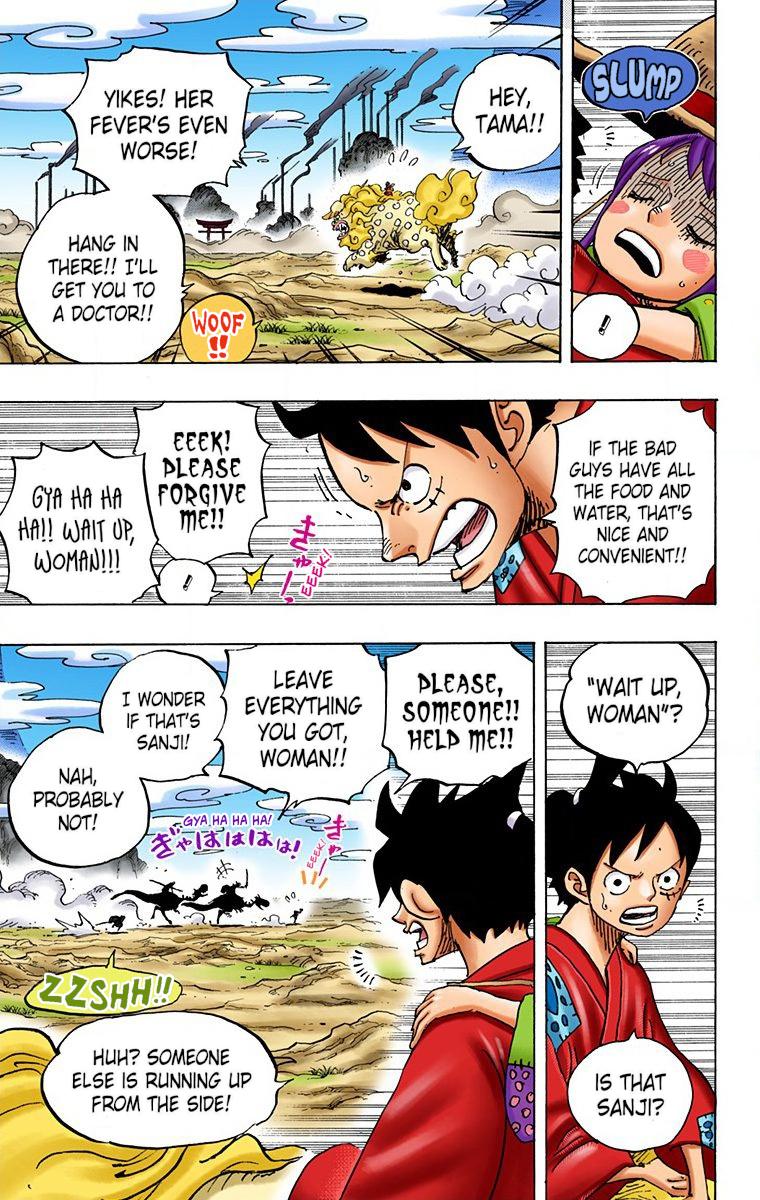 SLUMP
!
HEY,
TAMA!!
YIKES! HER
FEVER'S EVEN
WORSE!
HANG IN
THERE!! I'LL
GET YOU TO
A DOCTOR!!
WOOF
!!
IF THE BAD
GUYS HAVE ALL
THE FOOD AND
WATER, THAT'S
NICE AND
CONVENIENT!!
きゃー
EEEK!
EEEK!
PLEASE
FORGIVE
ME!!
!
GYA HA HA
HA!! WAIT UP,
WOMAN!!!
"WAIT UP,
WOMAN"?
IS THAT
SANJI?
PLEASE,
SOMEONE!!
HELP ME!!
LEAVE
EVERYTHING
YOU GOT,
WOMAN!!
I WONDER
IF THAT'S
SANJI!
NAH,
PROBABLY
NOT!
きゃー
EEEK!
GYA HA HA HA!
ぎゃはははは!
ZZSHH!!
HUH? SOMEONE
ELSE IS RUNNING UP
FROM THE SIDE!